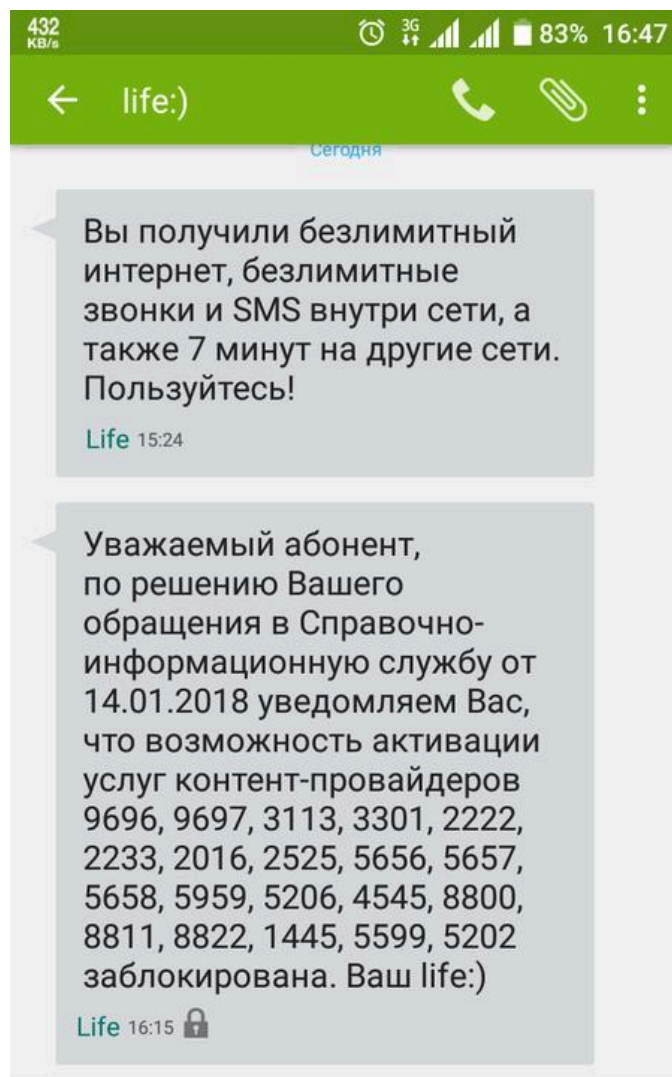 432
KB/s
3G
83% 16:47
life:)
Сегодня
Вы получили безлимитный
интернет, безлимитные
звонки и SMS внутри сети, а
также 7 минут на другие сети.
Пользуйтесь!
Life 15:24
Уважаемый абонент,
по решению Вашего
обращения в Справочно-
информационную службу от
14.01.2018 уведомляем Вас,
что возможность активации
услуг контент-провайдеров
9696, 9697, 3113, 3301, 2222,
2233, 2016, 2525, 5656, 5657,
5658, 5959, 5206, 4545, 8800,
8811, 8822, 1445, 5599, 5202
заблокирована. Ваш life:)
Life 16:15